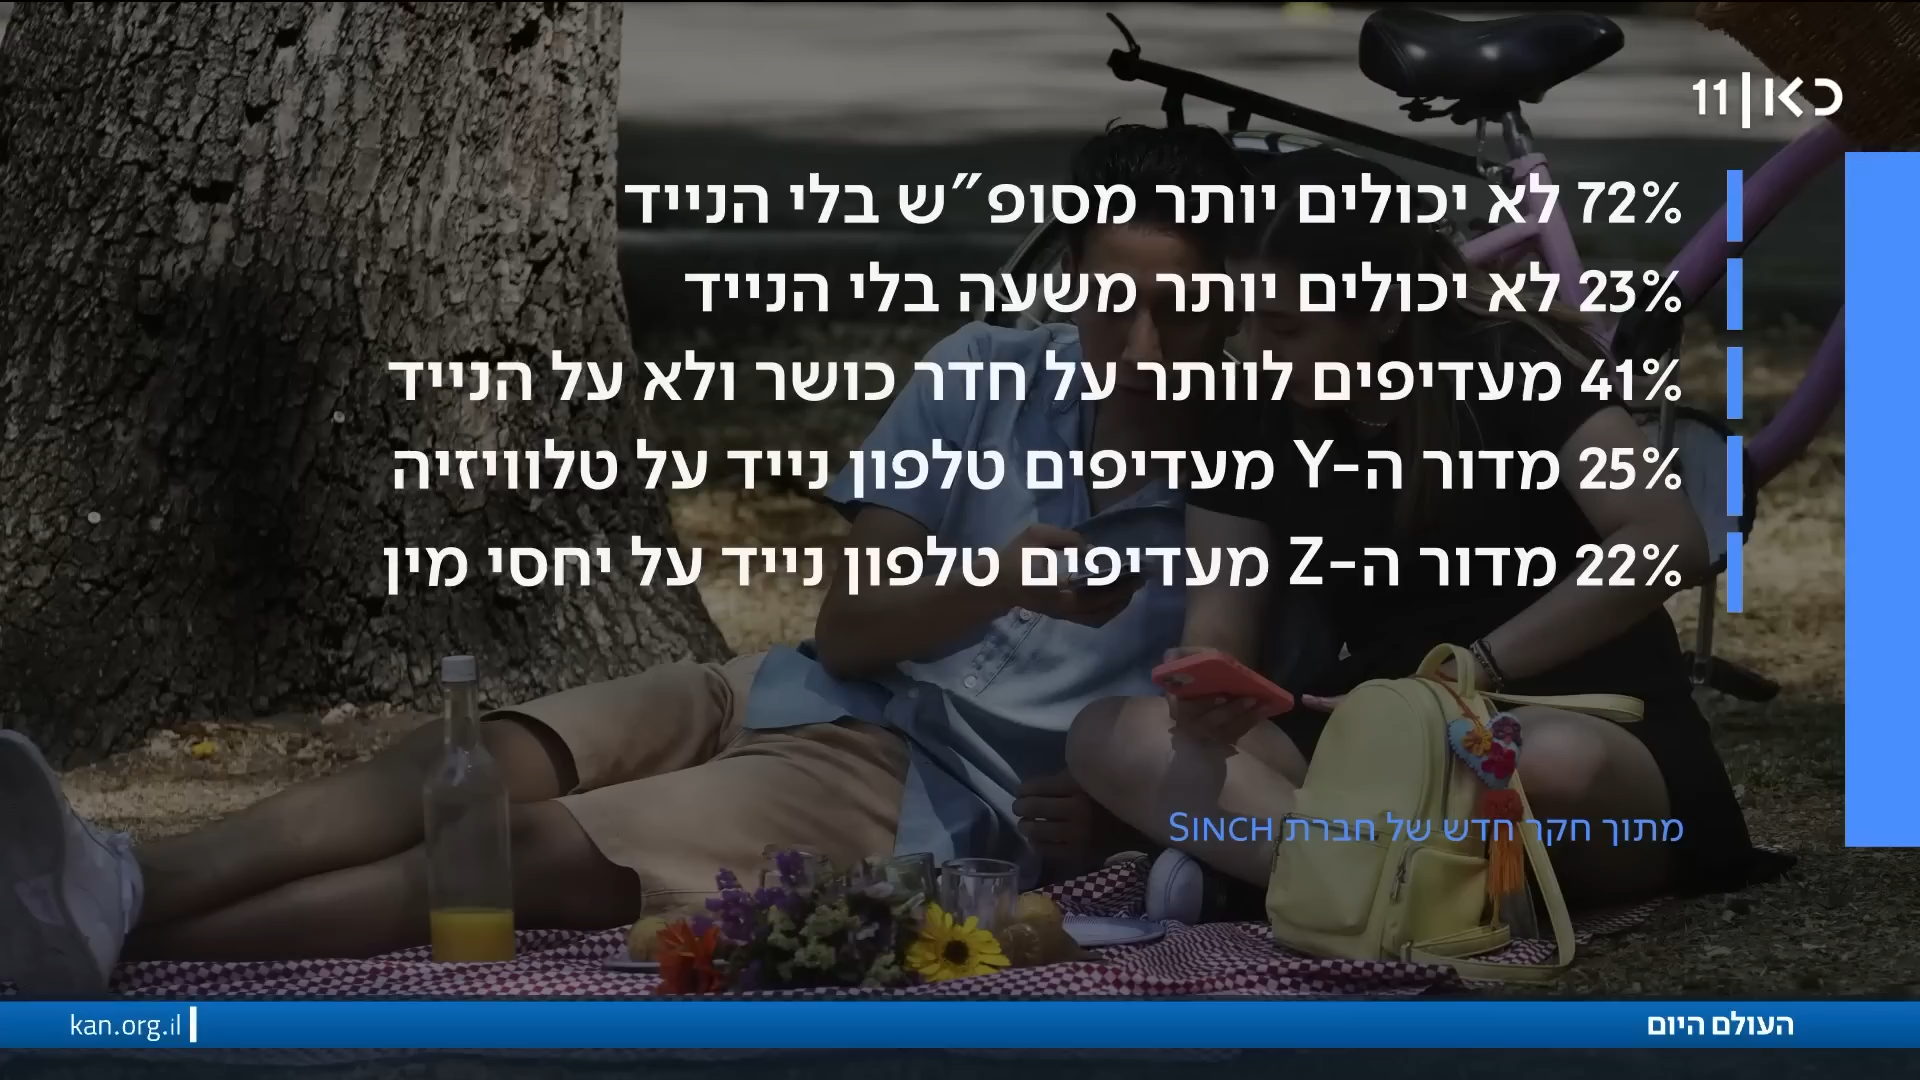 כאן 11
72% לא יכולים יותר מסופ״ש בלי הנייד
23% לא יכולים יותר משעה בלי הנייד
41% מעדיפים לוותר על חדר כושר ולא על הנייד
25% מדור ה-Y מעדיפים טלפון נייד על טלוויזיה
22% מדור ה-Z מעדיפים טלפון נייד על יחסי מין
מתוך חקר חדש של חברת SINCH
העולם היום
kan.org.il